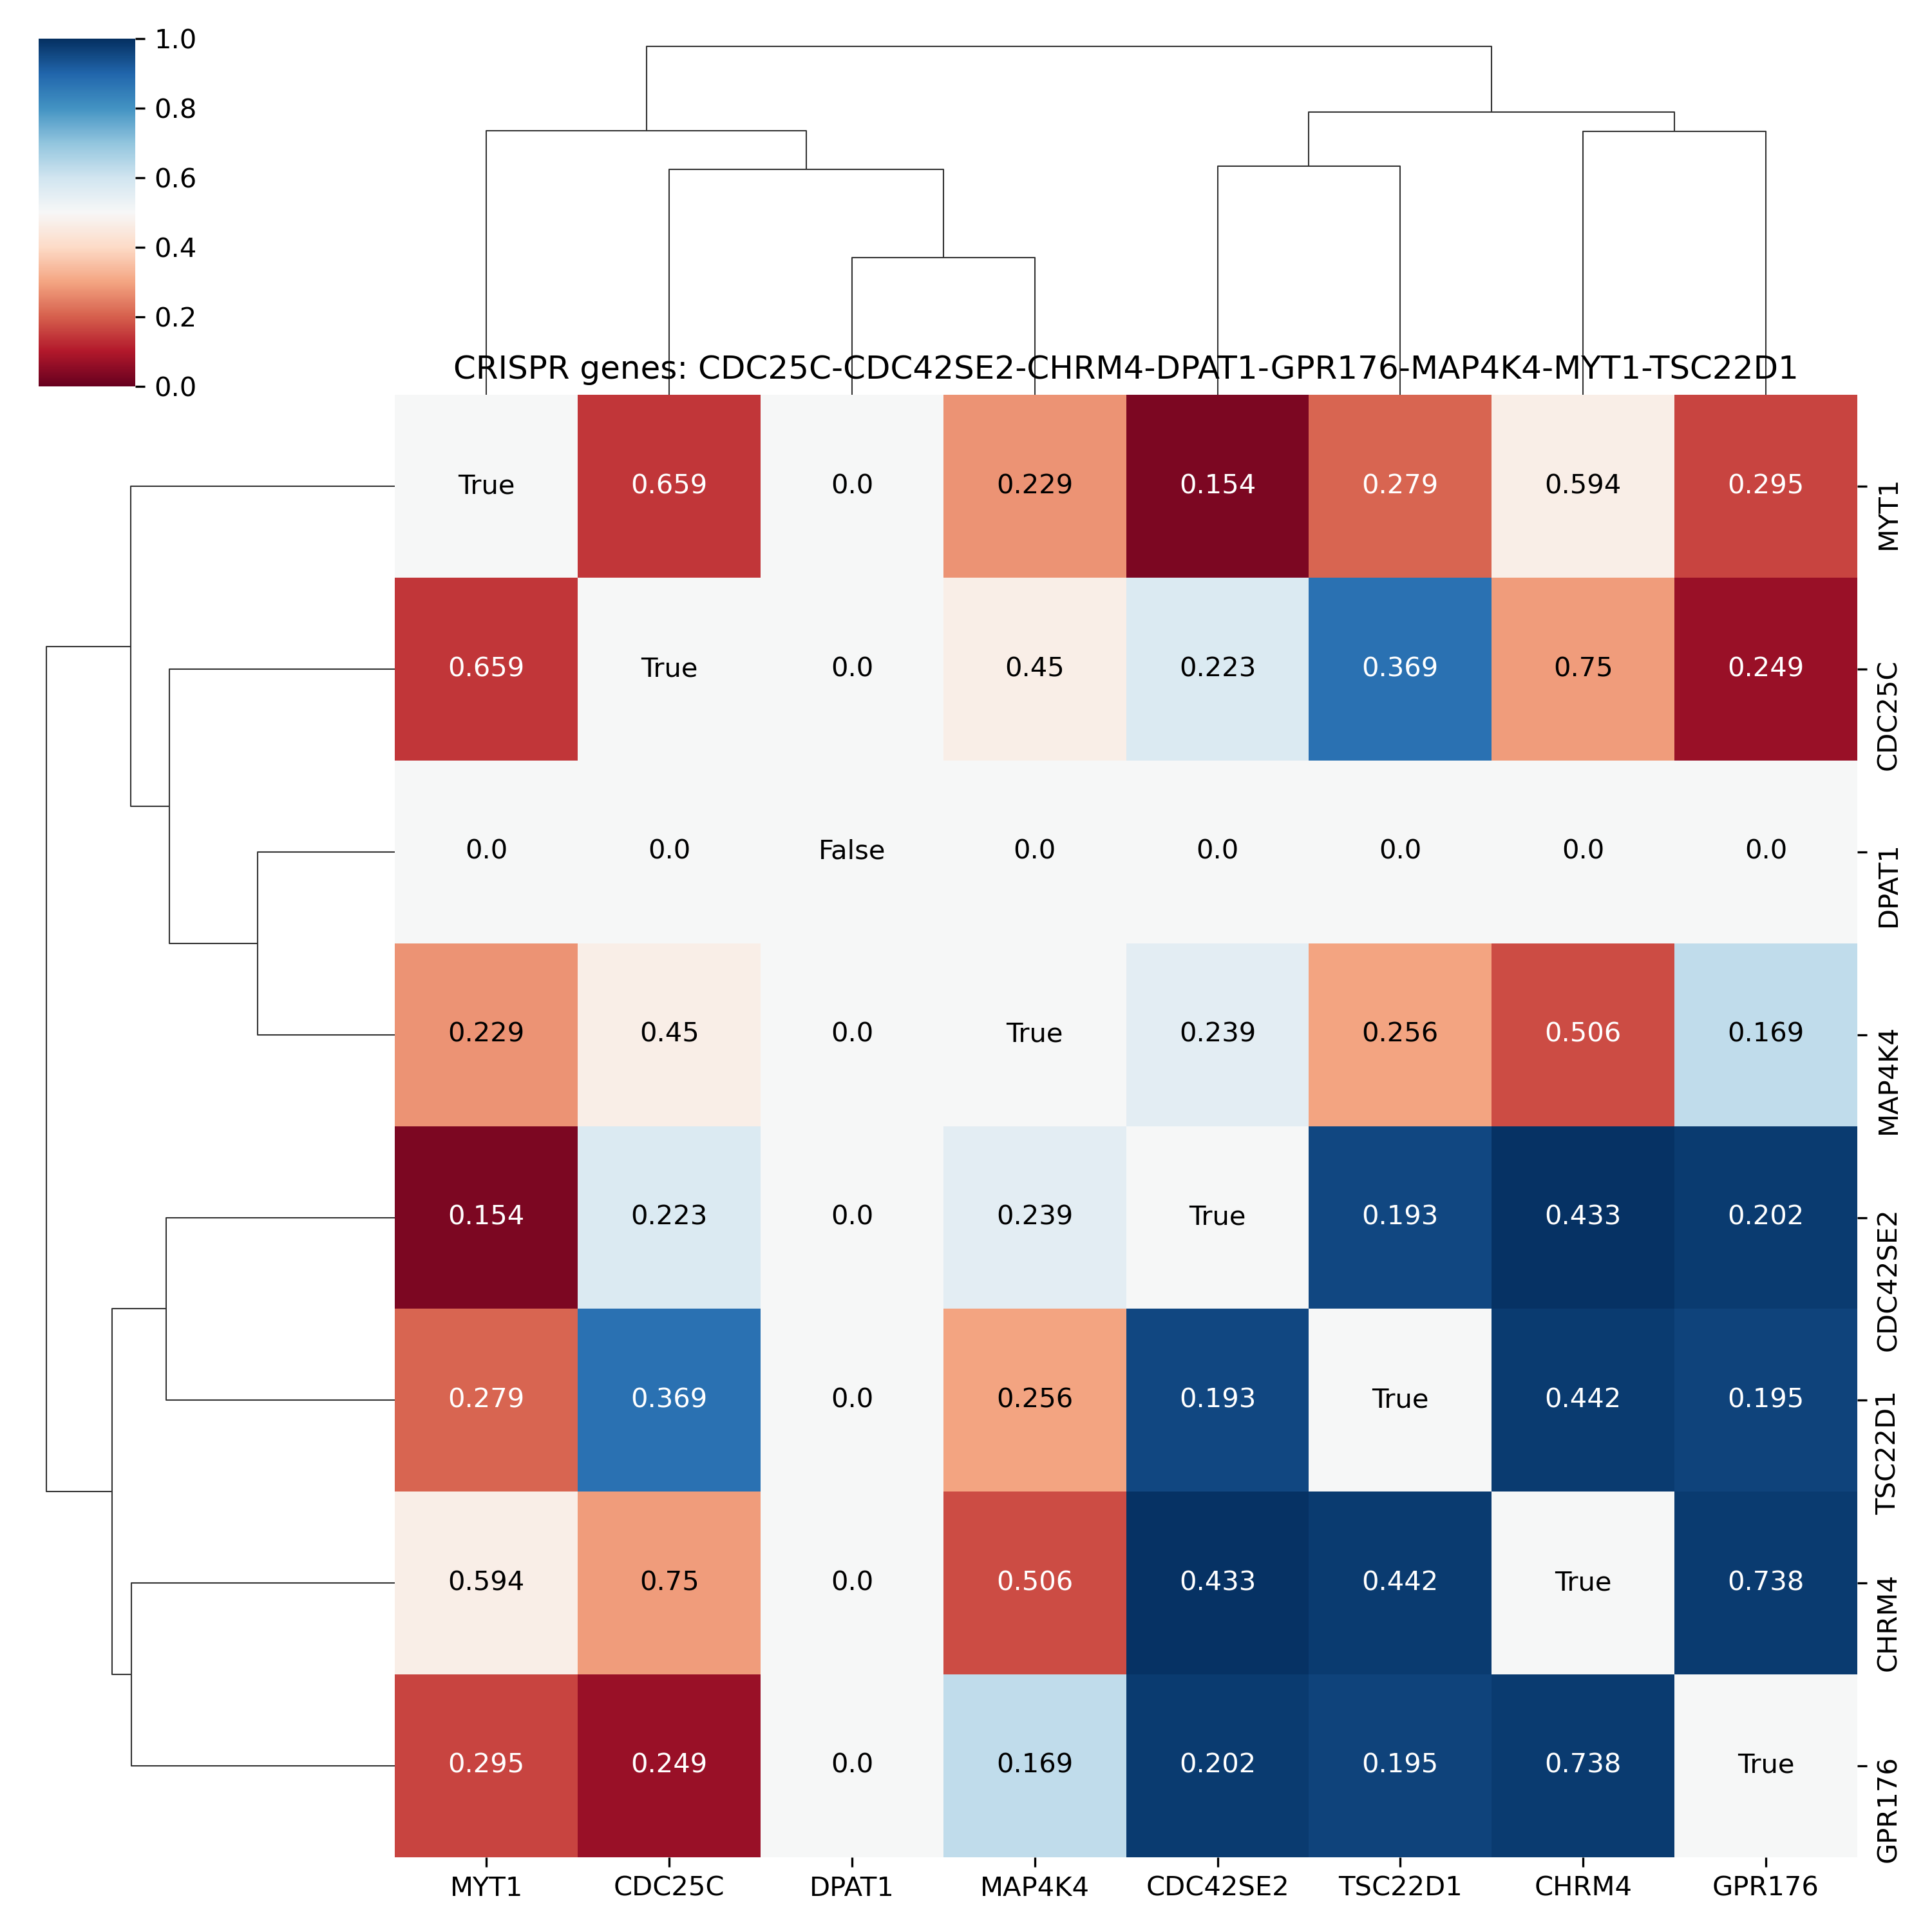 1.0
0.8
0.6
0.4
0.2
0.0
CRISPR genes: CDC25C-CDC42SE2-CHRM4-DPAT1-GPR176-MAP4K4-MYT1-TSC22D1
True 0.659 0.0 0.229 0.154 0.279 0.594 0.295 MYT1
0.659 True 0.0 0.45 0.223 0.369 0.75 0.249 CDC25C
0.0 0.0 False 0.0 0.0 0.0 0.0 0.0 DPAT1
0.229 0.45 0.0 True 0.239 0.256 0.506 0.169 MAP4K4
0.154 0.223 0.0 0.239 True 0.193 0.433 0.202 CDC42SE2
0.279 0.369 0.0 0.256 0.193 True 0.442 0.195 TSC22D1
0.594 0.75 0.0 0.506 0.433 0.442 True 0.738 CHRM4
0.295 0.249 0.0 0.169 0.202 0.195 0.738 True GPR176
MYT1 CDC25C DPAT1 MAP4K4 CDC42SE2 TSC22D1 CHRM4 GPR176